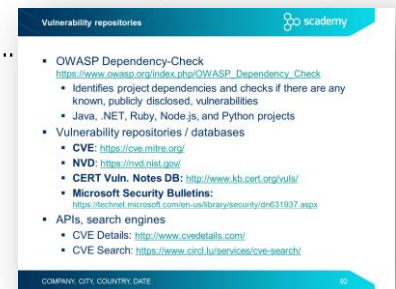 Vulnerability repositories
scademy
OWASP Dependency-Check
https://www.owasp.org/index.php/OWASP_Dependency_Check
Identifies project dependencies and checks if there are any
known, publicly disclosed, vulnerabilities
Java, .NET, Ruby, Node.js, and Python projects
Vulnerability repositories / databases
CVE: https://cve.mitre.org/
NVD: https://nvd.nist.gov/
CERT Vuln. Notes DB: http://www.kb.cert.org/vuls/
Microsoft Security Bulletins:
https://technet.microsoft.com/en-us/library/security/dn631937.aspx
APIs, search engines
CVE Details: http://www.cvedetails.com/
CVE Search: https://www.circl.lu/services/cve-search/
COMPANY, CITY, COUNTRY, DATE
92